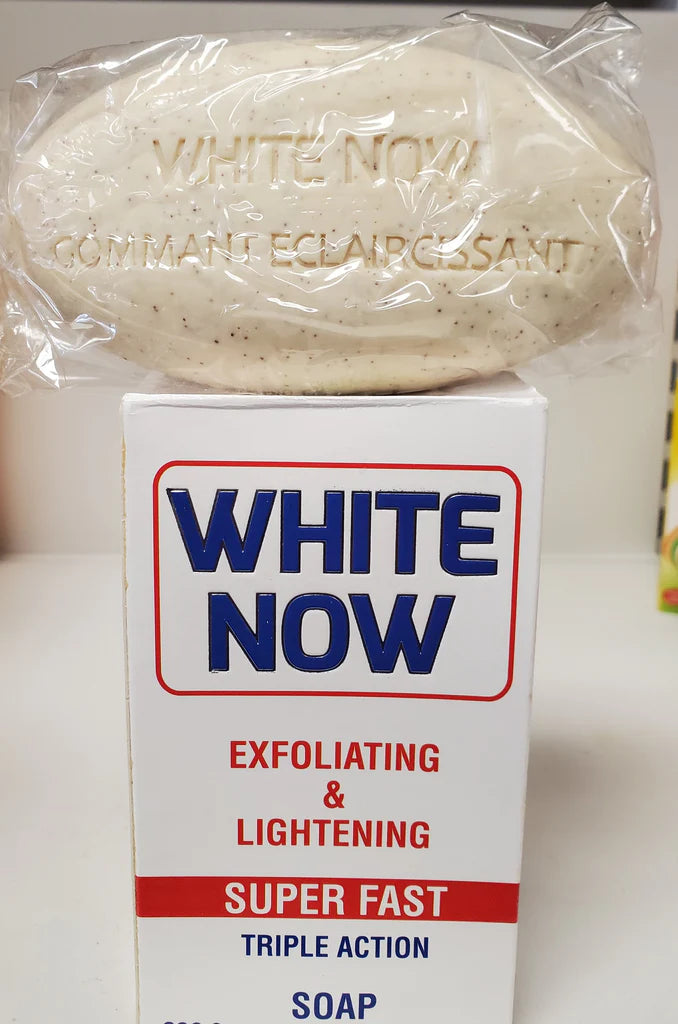 WHITE NOW
GOMMANT ECLAIRCISSANT
WHITE
NOW
EXFOLIATING
&
LIGHTENING
SUPER FAST
TRIPLE ACTION
SOAP